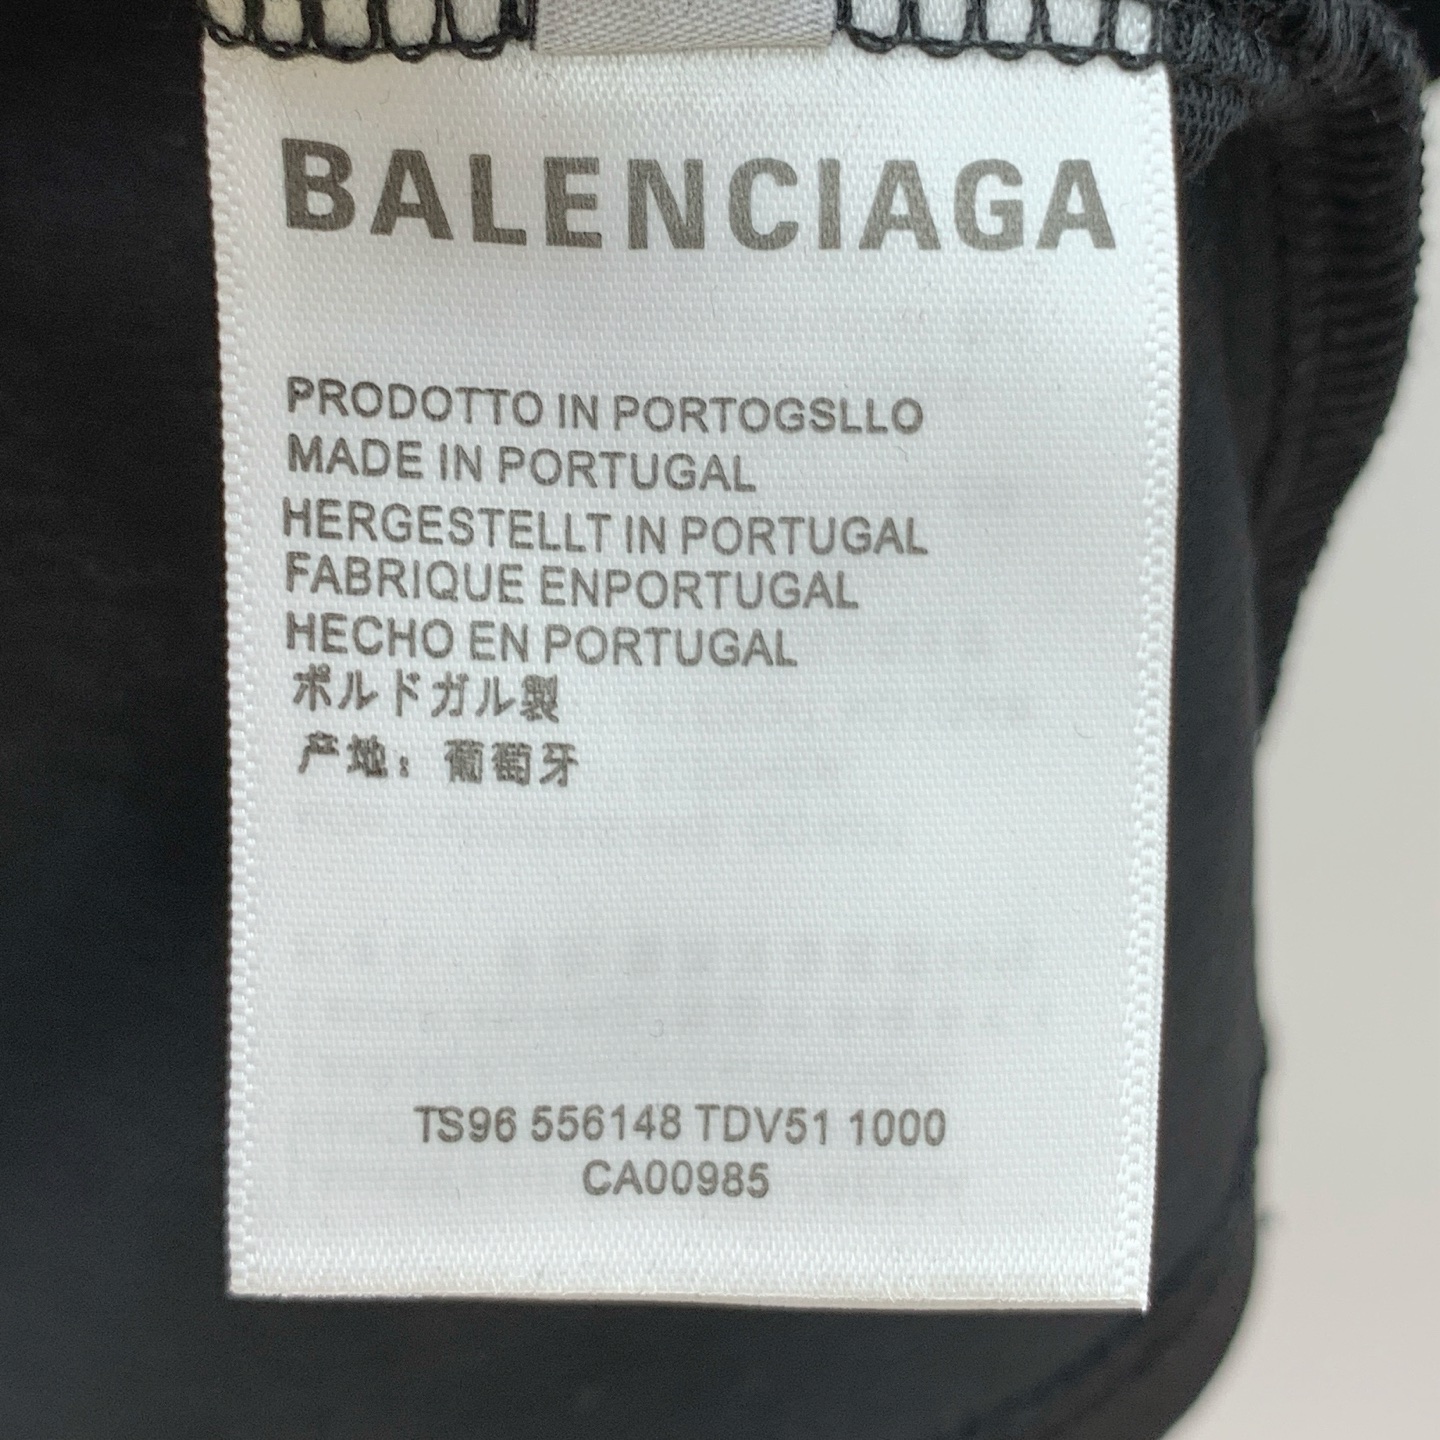 BALENCIAGA
PRODOTTO IN PORTOGSLLO
MADE IN PORTUGAL
HERGESTELLT IN PORTUGAL
FABRIQUE ENPORTUGAL
HECHO EN PORTUGAL
ポルドガル製
产地：葡萄牙
TS96 556148 TDV51 1000
CA00985